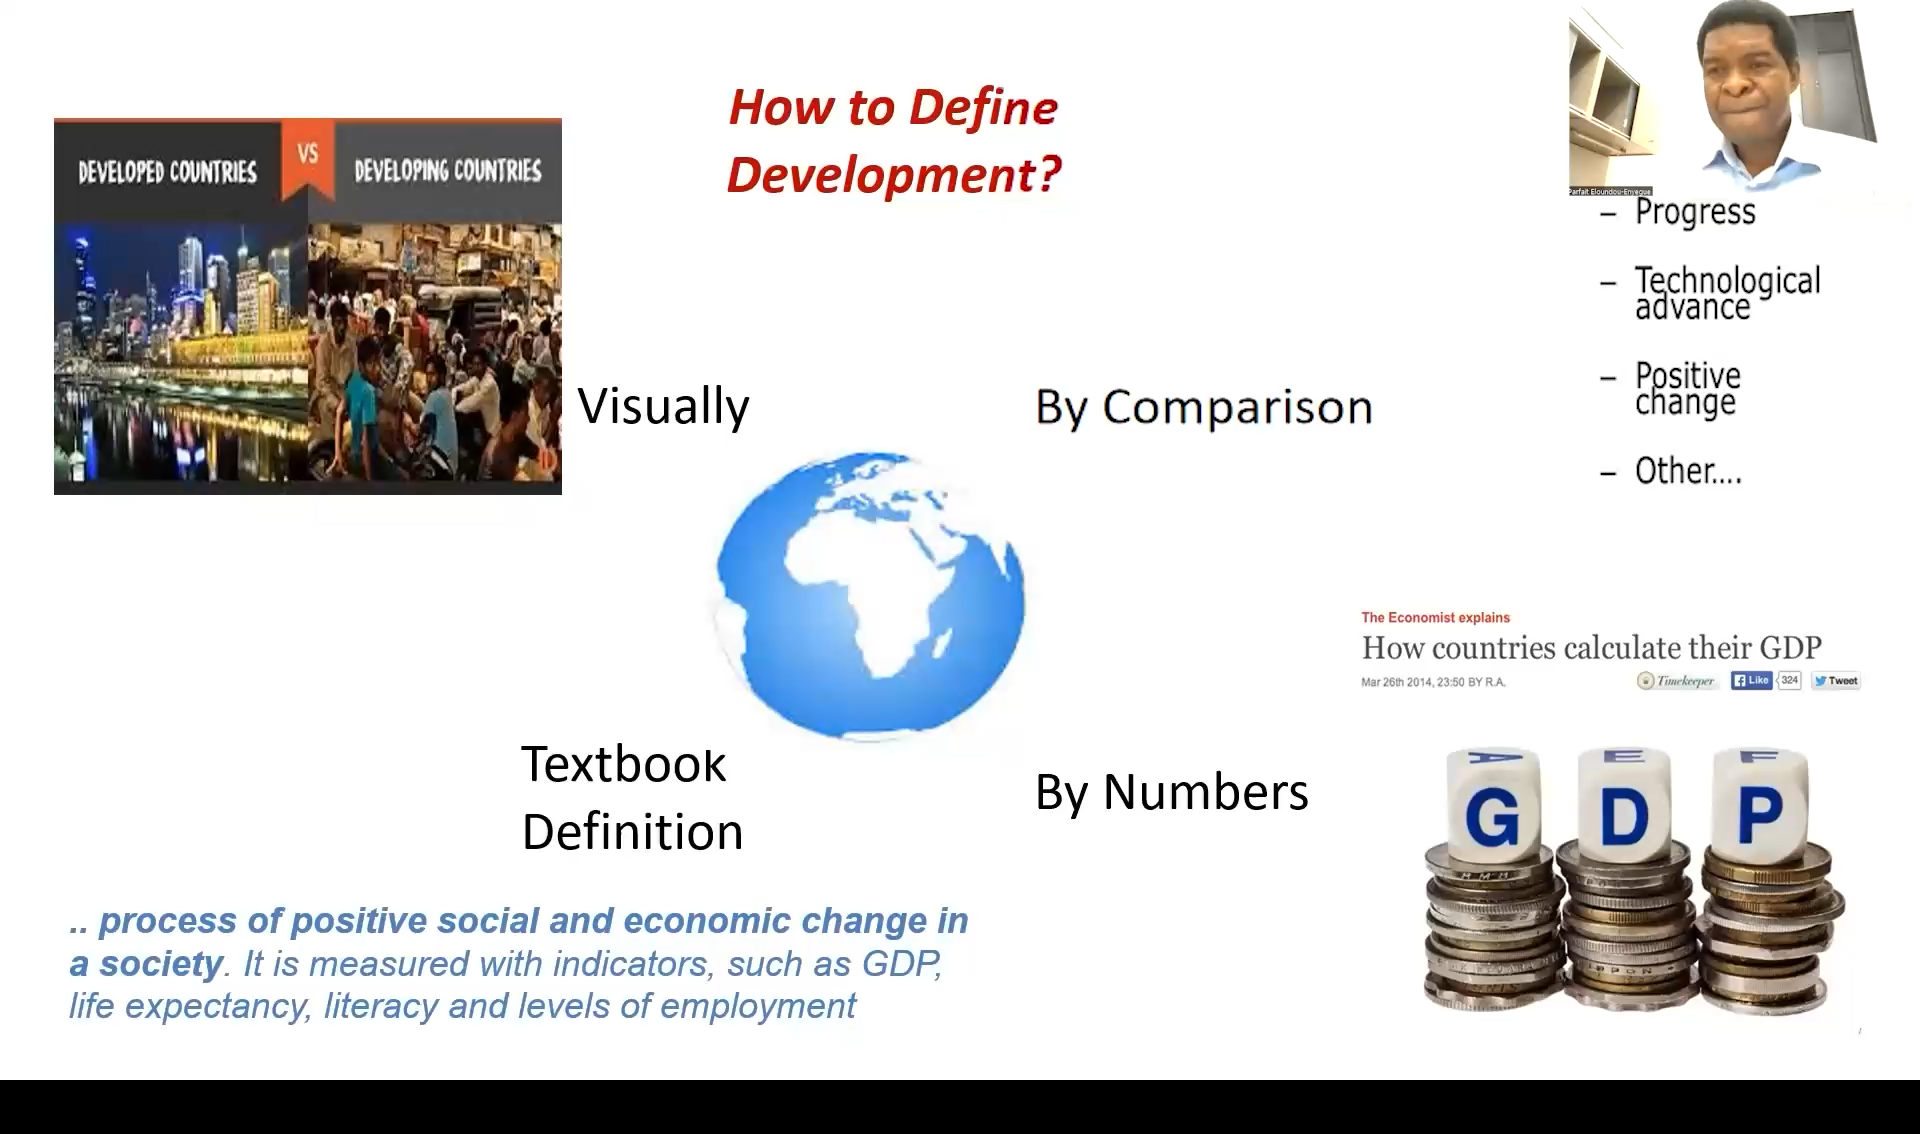 How to Define
Development?
DEVELOPED COUNTRIES
VS
DEVELOPING COUNTRIES
Parfait Eloundou-Enyegue
– Progress
– Technological
advance
– Positive
change
– Other....
Visually
By Comparison
The Economist explains
How countries calculate their GDP
Mar 26th 2014, 23:50 BY R.A.
Timekeeper
Like
324
Tweet
Textbook
Definition
By Numbers
A E F
G D P
.. process of positive social and economic change in
a society. It is measured with indicators, such as GDP,
life expectancy, literacy and levels of employment